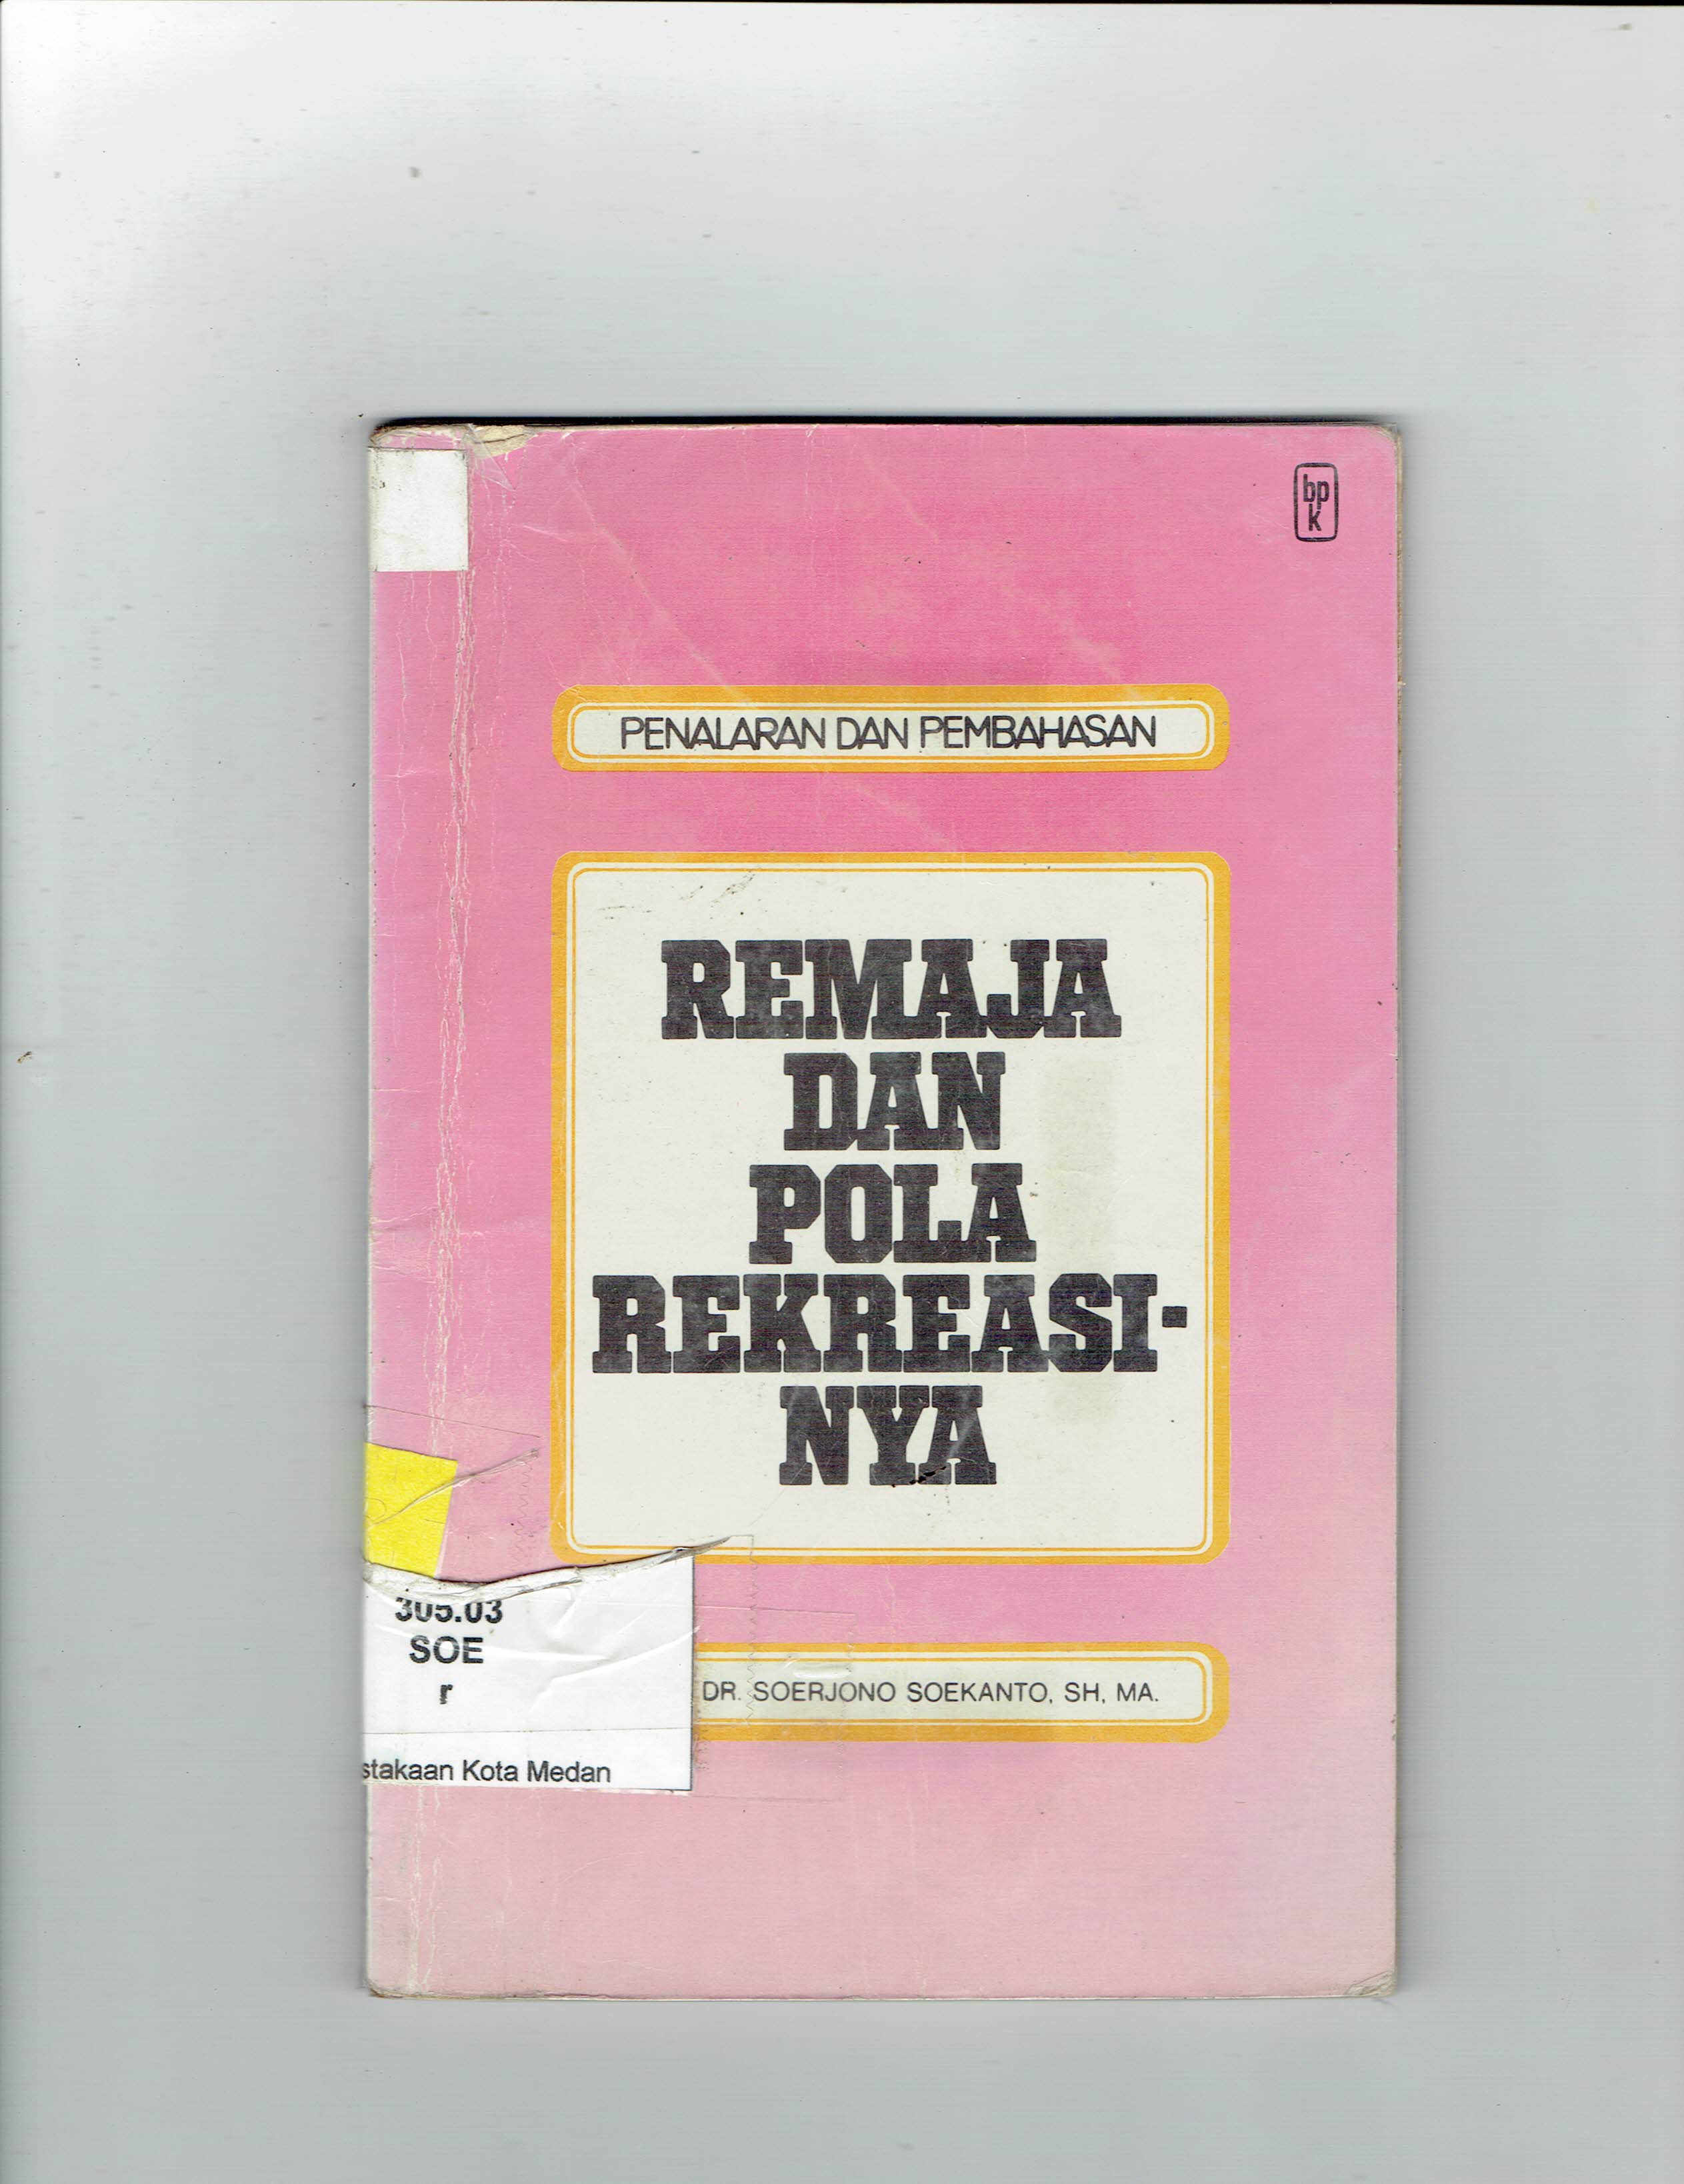 bp
k
PENALARAN DAN PEMBAHASAN
REMAJA
DAN
POLA
REKREASI-
NYA
305.03
SOE
r
DR. SOERJONO SOEKANTO, SH, MA.
stakaan Kota Medan